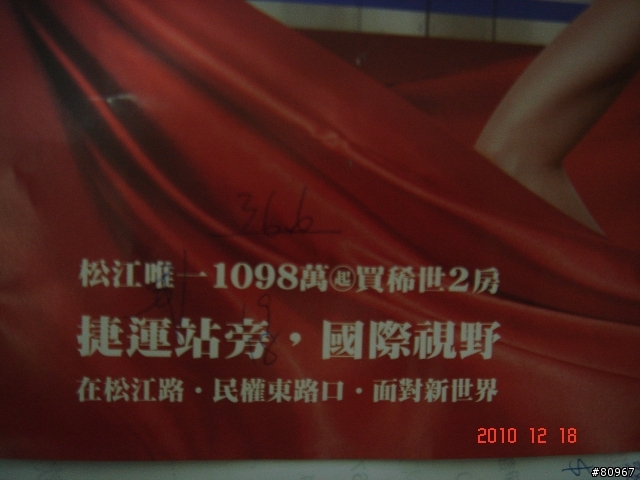 36.6
松江唯一1098萬起買稀世2房
捷運站旁，國際視野
在松江路·民權東路口·面對新世界
2010 12 18
#80967